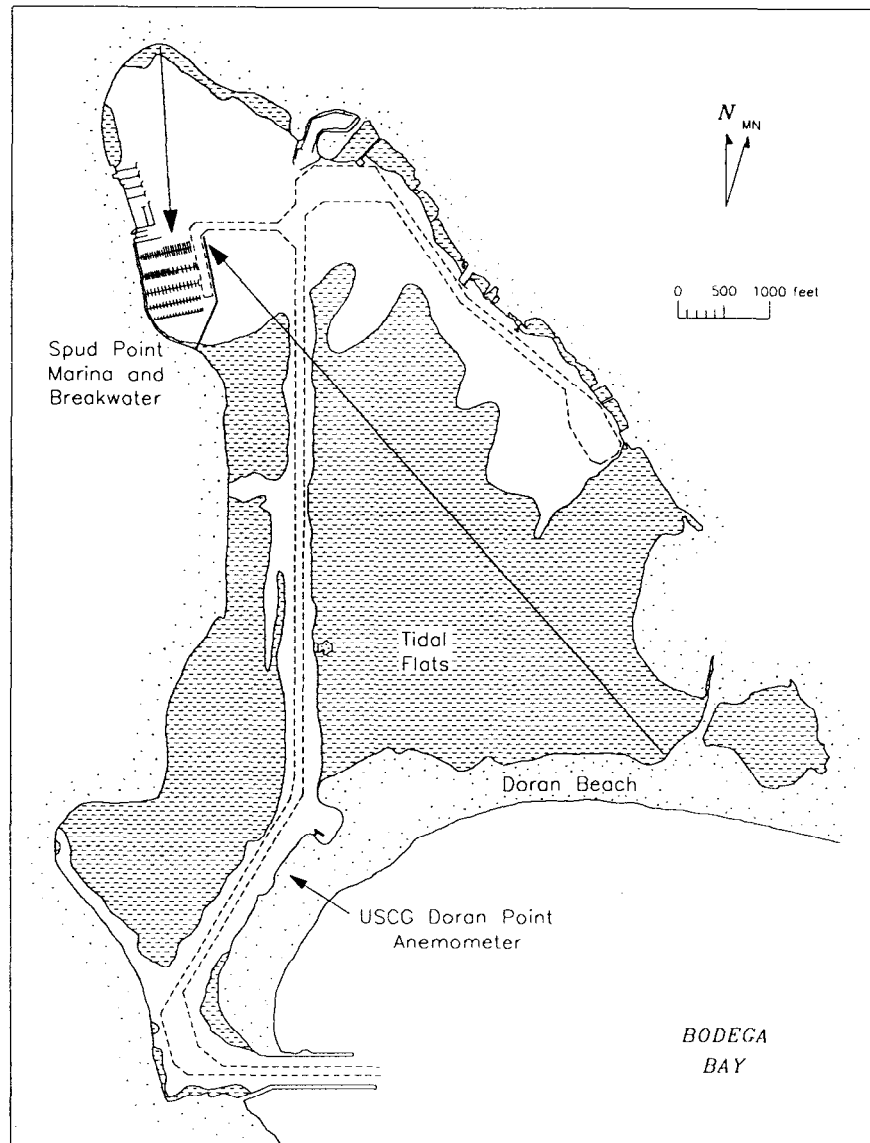 N
MN
0 500 1000 feet
Spud Point
Marina and
Breakwater
Tidal
Flats
Doran Beach
USCG Doran Point
Anemometer
BODEGA
BAY